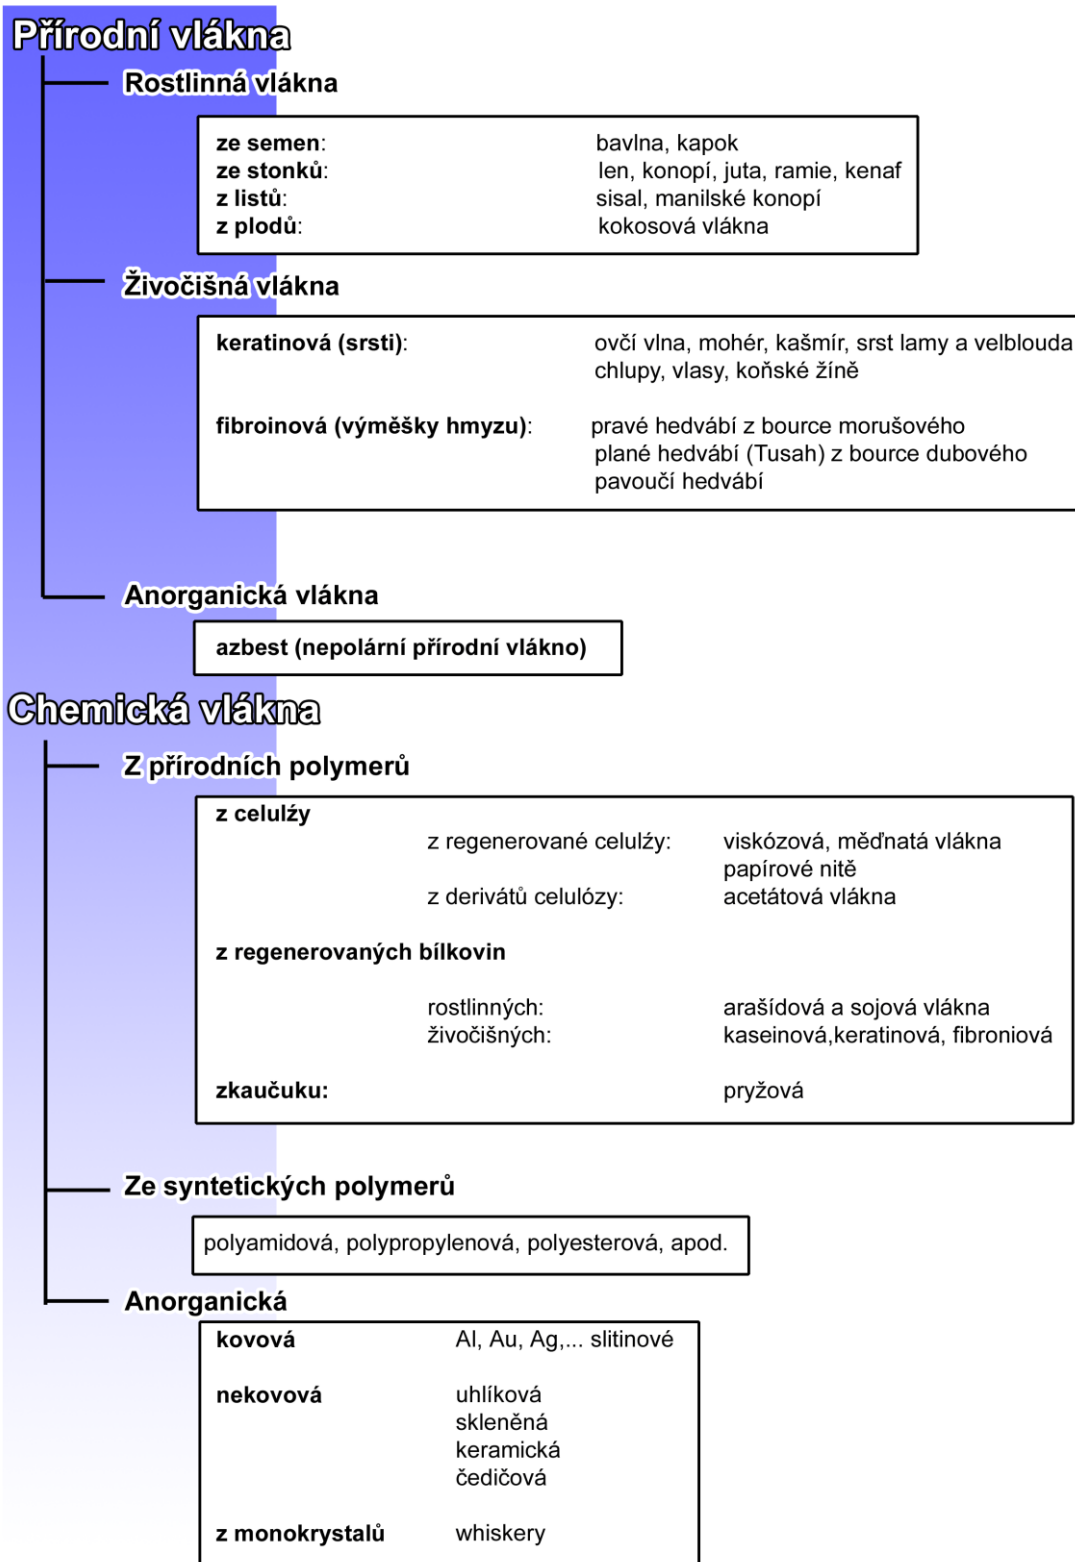 Přírodní vlákna
Rostlinná vlákna
ze semen: bavlna, kapok
ze stonků: len, konopí, juta, ramie, kenaf
z listů: sisal, manilské konopí
z plodů: kokosová vlákna
Živočišná vlákna
keratinová (srsti): ovčí vlna, mohér, kašmír, srst lamy a velblouda
chlupy, vlasy, koňské žíně
fibroinová (výměšky hmyzu): pravé hedvábí z bource morušového
plané hedvábí (Tusah) z bource dubového
pavoučí hedvábí
Anorganická vlákna
azbest (nepolární přírodní vlákno)
Chemická vlákna
Z přírodních polymerů
z celulźy
z regenerované celulźy: viskózová, měďnatá vlákna
papírové nitě
z derivátů celulózy: acetátová vlákna
z regenerovaných bílkovin
rostlinných: arašídová a sojová vlákna
živočišných: kaseinová,keratinová, fibroniová
zkaučuku: pryžová
Ze syntetických polymerů
polyamidová, polypropylenová, polyesterová, apod.
Anorganická
kovová Al, Au, Ag,... slitinové
nekovová uhlíková
skleněná
keramická
čedičová
z monokrystalů whiskery